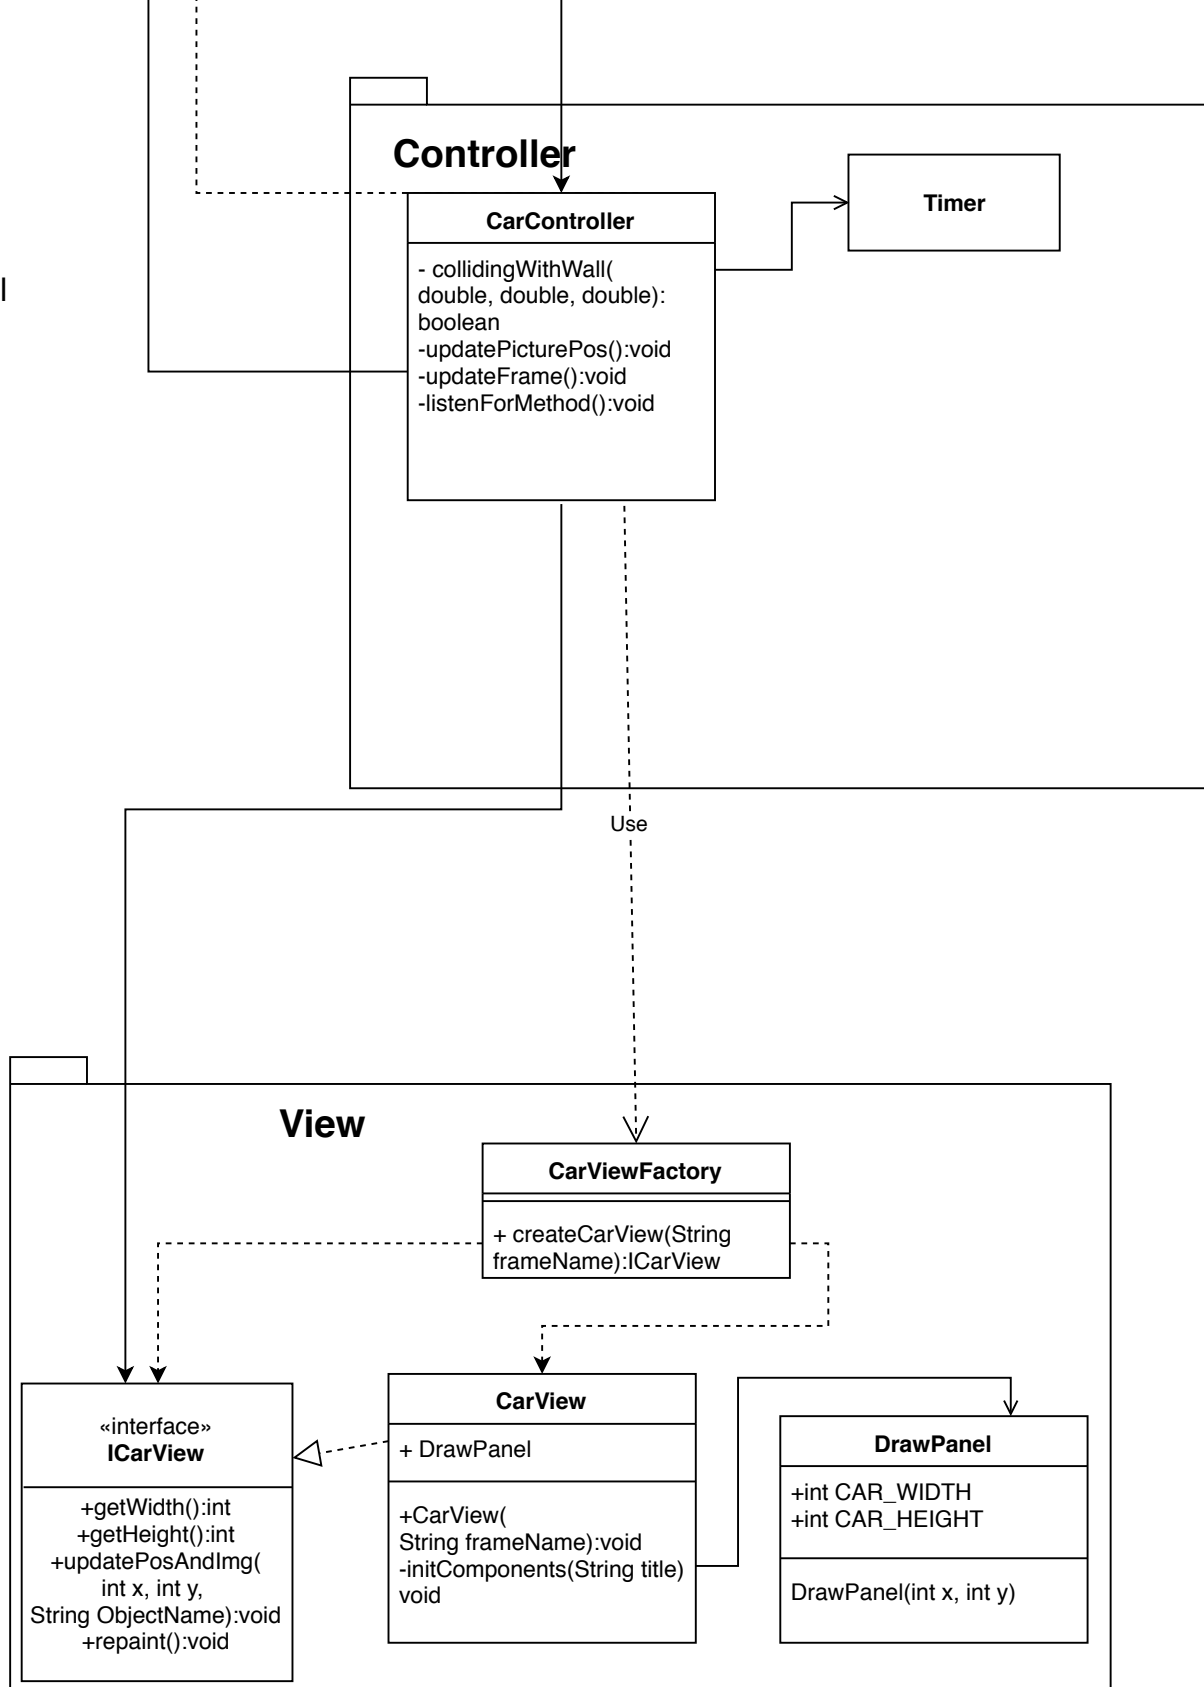 Controller
CarController
- collidingWithWall(
double, double, double):
boolean
-updatePicturePos():void
-updateFrame():void
-listenForMethod():void
Timer
l
Use
View
CarViewFactory
+ createCarView(String
frameName):ICarView
«interface»
ICarView
+getWidth():int
+getHeight():int
+updatePosAndImg(
int x, int y,
String ObjectName):void
+repaint():void
CarView
+ DrawPanel
+CarView(
String frameName):void
-initComponents(String title)
void
DrawPanel
+int CAR_WIDTH
+int CAR_HEIGHT
DrawPanel(int x, int y)